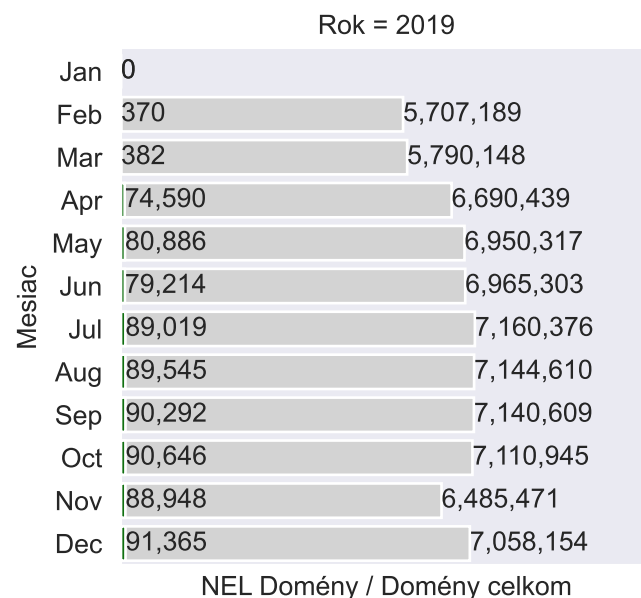 Rok = 2019
Jan 0
Feb 370 5,707,189
Mar 382 5,790,148
Apr 74,590 6,690,439
May 80,886 6,950,317
Jun 79,214 6,965,303
Jul 89,019 7,160,376
Aug 89,545 7,144,610
Sep 90,292 7,140,609
Oct 90,646 7,110,945
Nov 88,948 6,485,471
Dec 91,365 7,058,154
Mesiac
NEL Domény / Domény celkom